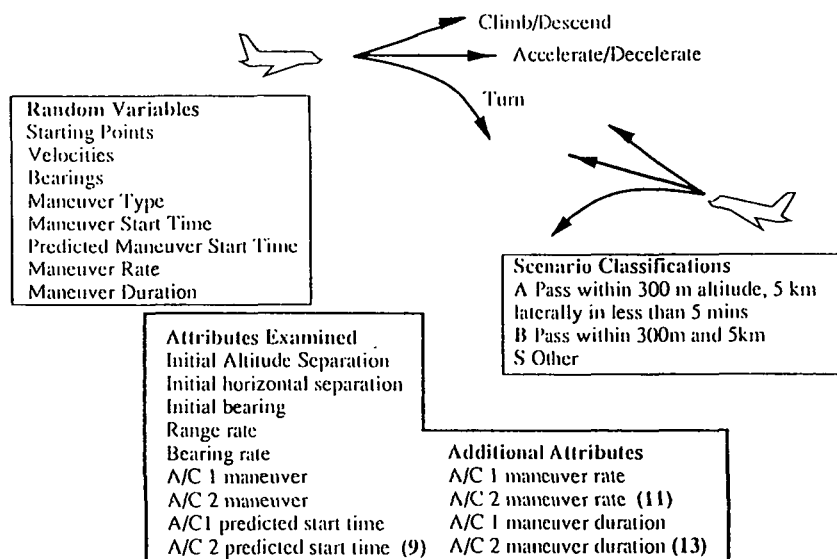 Climb/Descend
Accelerate/Decelerate
Turn
Random Variables
Starting Points
Velocities
Bearings
Maneuver Type
Maneuver Start Time
Predicted Maneuver Start Time
Maneuver Rate
Maneuver Duration
Scenario Classifications
A Pass within 300 m altitude, 5 km
laterally in less than 5 mins
B Pass within 300m and 5km
S Other
Attributes Examined
Initial Altitude Separation
Initial horizontal separation
Initial bearing
Range rate
Bearing rate
A/C 1 maneuver
A/C 2 maneuver
A/C1 predicted start time
A/C 2 predicted start time (9)
Additional Attributes
A/C 1 maneuver rate
A/C 2 maneuver rate (11)
A/C 1 maneuver duration
A/C 2 maneuver duration (13)